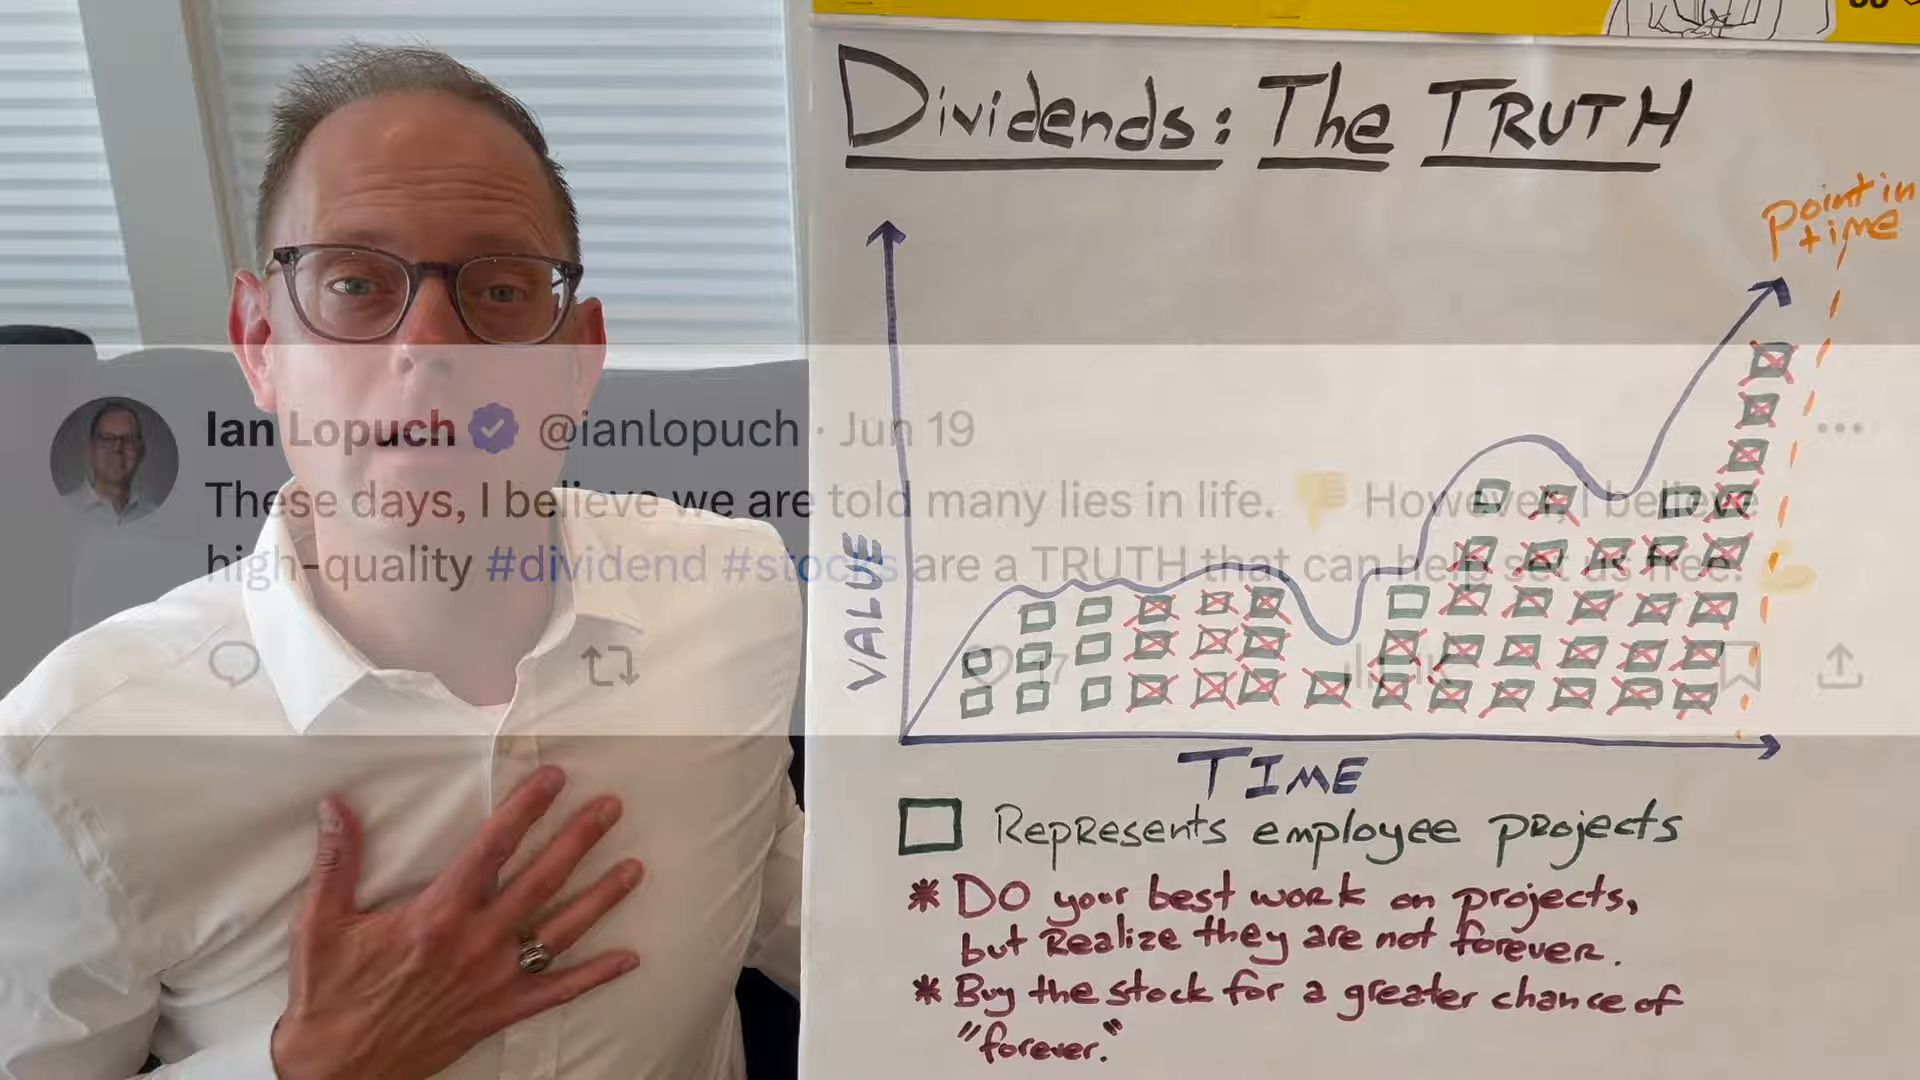 Dividends: The TRUTH
point in
time
Ian Lopuch @ianlopuch · Jun 19
These days, I believe we are told many lies in life. 👎 However, I believe
high-quality #dividend #stocks are a TRUTH that can help set us free!
VALUE
TIME
Represents employee projects
* Do your best work on projects,
but Realize they are not forever.
* Buy the stock for a greater chance of
"forever."